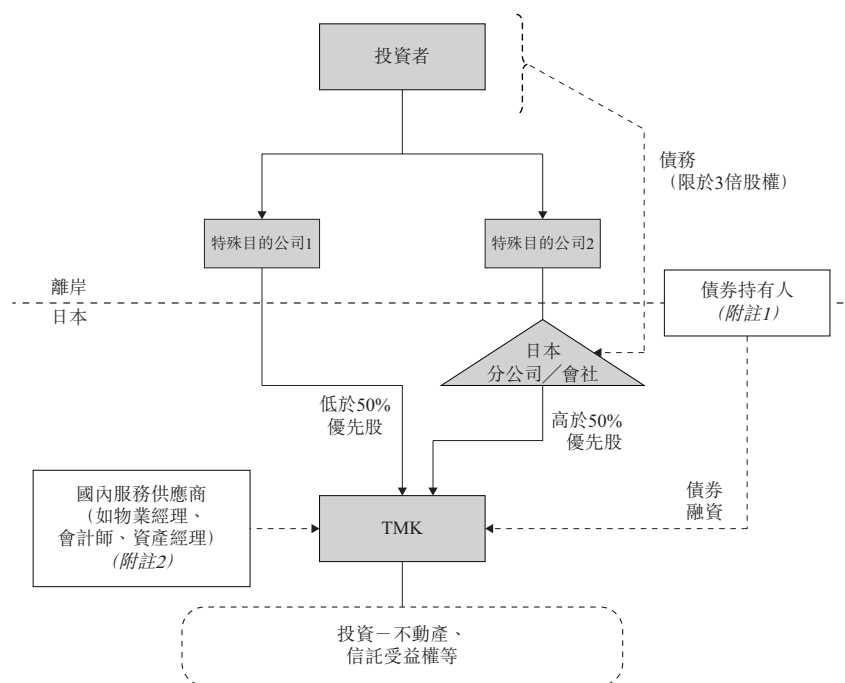 投資者
債務
（限於3倍股權）
特殊目的公司1
特殊目的公司2
離岸
日本
債券持有人
（附註1）
日本
分公司／會社
低於50%
優先股
高於50%
優先股
國內服務供應商
（如物業經理、
會計師、資產經理）
（附註2）
TMK
債券
融資
投資－不動產、
信託受益權等